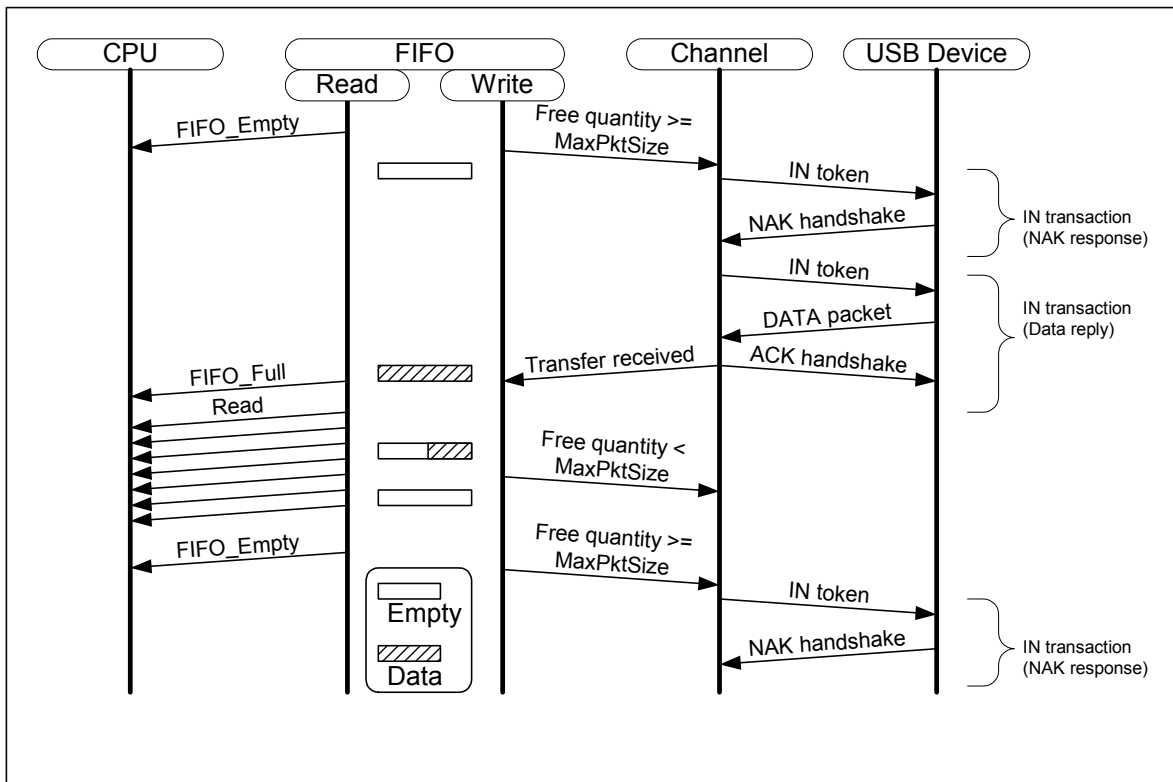 CPU
FIFO
Channel
USB Device
Read
Write
FIFO_Empty
Free quantity >=
MaxPktSize
IN token
NAK handshake
IN transaction
(NAK response)
IN token
DATA packet
IN transaction
(Data reply)
Transfer received
ACK handshake
FIFO_Full
Read
Free quantity <
MaxPktSize
FIFO_Empty
Free quantity >=
MaxPktSize
IN token
Empty
NAK handshake
IN transaction
(NAK response)
Data